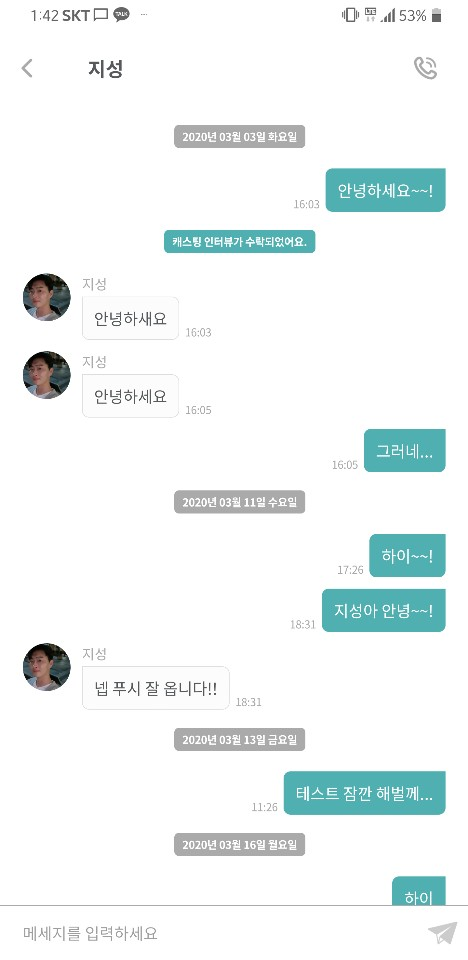 1:42 SKT TALK ... LTE 53%
지성
2020년 03월 03일 화요일
안녕하세요~~!
16:03
캐스팅 인터뷰가 수락되었어요.
지성
안녕하새요
16:03
지성
안녕하세요
16:05
그러네...
16:05
2020년 03월 11일 수요일
하이~~!
17:26
지성아 안녕~~!
18:31
지성
넵 푸시 잘 옵니다!!
18:31
2020년 03월 13일 금요일
테스트 잠깐 해벌께...
11:26
2020년 03월 16일 월요일
하이
메세지를 입력하세요